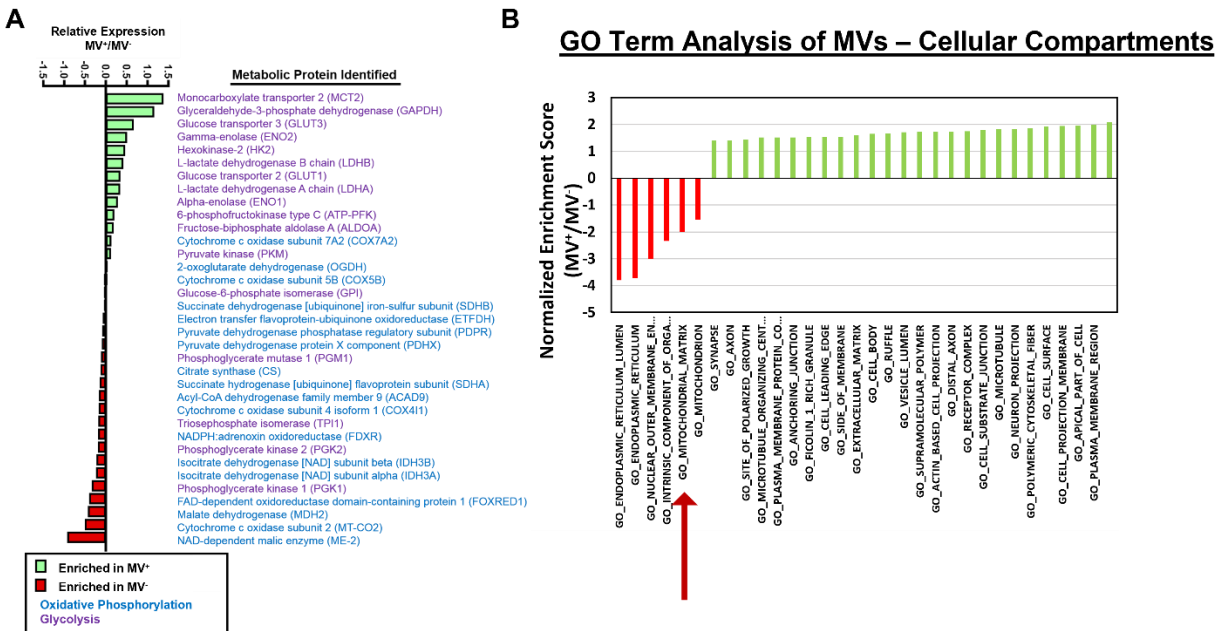 A
Relative Expression
MV⁺/MV⁻
-1.5
-1.0
-0.5
0.0
0.5
1.0
1.5
Metabolic Protein Identified
Monocarboxylate transporter 2 (MCT2)
Glyceraldehyde-3-phosphate dehydrogenase (GAPDH)
Glucose transporter 3 (GLUT3)
Gamma-enolase (ENO2)
Hexokinase-2 (HK2)
L-lactate dehydrogenase B chain (LDHB)
Glucose transporter 2 (GLUT1)
L-lactate dehydrogenase A chain (LDHA)
Alpha-enolase (ENO1)
6-phosphofructokinase type C (ATP-PFK)
Fructose-biphosphate aldolase A (ALDOA)
Cytochrome c oxidase subunit 7A2 (COX7A2)
Pyruvate kinase (PKM)
2-oxoglutarate dehydrogenase (OGDH)
Cytochrome c oxidase subunit 5B (COX5B)
Glucose-6-phosphate isomerase (GPI)
Succinate dehydrogenase [ubiquinone] iron-sulfur subunit (SDHB)
Electron transfer flavoprotein-ubiquinone oxidoreductase (ETFDH)
Pyruvate dehydrogenase phosphatase regulatory subunit (PDPR)
Pyruvate dehydrogenase protein X component (PDHX)
Phosphoglycerate mutase 1 (PGM1)
Citrate synthase (CS)
Succinate hydrogenase [ubiquinone] flavoprotein subunit (SDHA)
Acyl-CoA dehydrogenase family member 9 (ACAD9)
Cytochrome c oxidase subunit 4 isoform 1 (COX4I1)
Triosephosphate isomerase (TPI1)
NADPH:adrenoxin oxidoreductase (FDXR)
Phosphoglycerate kinase 2 (PGK2)
Isocitrate dehydrogenase [NAD] subunit beta (IDH3B)
Isocitrate dehydrogenase [NAD] subunit alpha (IDH3A)
Phosphoglycerate kinase 1 (PGK1)
FAD-dependent oxidoreductase domain-containing protein 1 (FOXRED1)
Malate dehydrogenase (MDH2)
Cytochrome c oxidase subunit 2 (MT-CO2)
NAD-dependent malic enzyme (ME-2)
Enriched in MV⁺
Enriched in MV⁻
Oxidative Phosphorylation
Glycolysis
B
GO Term Analysis of MVs – Cellular Compartments
Normalized Enrichment Score
(MV⁺/MV⁻)
3
2
1
0
-1
-2
-3
-4
-5
GO_ENDOPLASMIC_RETICULUM_LUMEN
GO_ENDOPLASMIC_RETICULUM
GO_NUCLEAR_OUTER_MEMBRANE_EN...
GO_INTRINSIC_COMPONENT_OF_ORGA...
GO_MITOCHONDRIAL_MATRIX
GO_MITOCHONDRION
GO_SYNAPSE
GO_AXON
GO_SITE_OF_POLARIZED_GROWTH
GO_MICROTUBULE_ORGANIZING_CENT...
GO_PLASMA_MEMBRANE_PROTEIN_CO...
GO_ANCHORING_JUNCTION
GO_FICOLIN_1_RICH_GRANULE
GO_CELL_LEADING_EDGE
GO_SIDE_OF_MEMBRANE
GO_EXTRACELLULAR_MATRIX
GO_CELL_BODY
GO_RUFFLE
GO_VESICLE_LUMEN
GO_SUPRAMOLECULAR_POLYMER
GO_ACTIN_BASED_CELL_PROJECTION
GO_DISTAL_AXON
GO_RECEPTOR_COMPLEX
GO_CELL_SUBSTRATE_JUNCTION
GO_MICROTUBULE
GO_NEURON_PROJECTION
GO_POLYMERIC_CYTOSKELETAL_FIBER
GO_CELL_SURFACE
GO_CELL_PROJECTION_MEMBRANE
GO_APICAL_PART_OF_CELL
GO_PLASMA_MEMBRANE_REGION